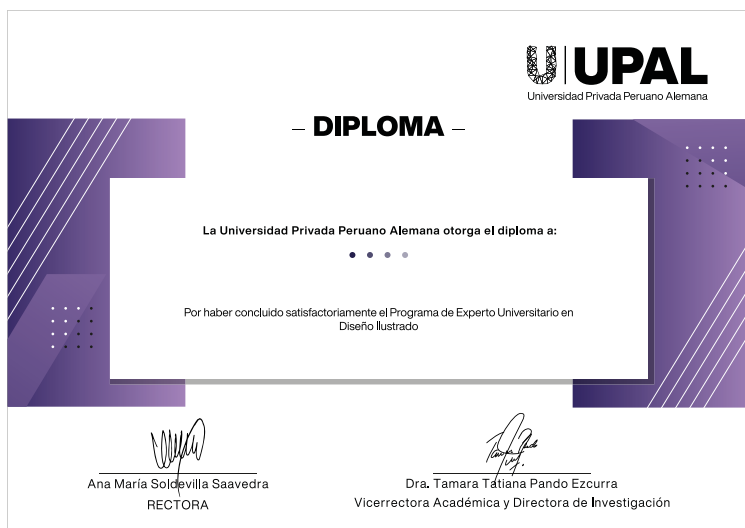 UPAL
Universidad Privada Peruano Alemana
– DIPLOMA –
La Universidad Privada Peruano Alemana otorga el diploma a:
Por haber concluido satisfactoriamente el Programa de Experto Universitario en
Diseño Ilustrado
Ana María Soldevilla Saavedra
RECTORA
Dra. Tamara Tatiana Pando Ezcurra
Vicerrectora Académica y Directora de Investigación